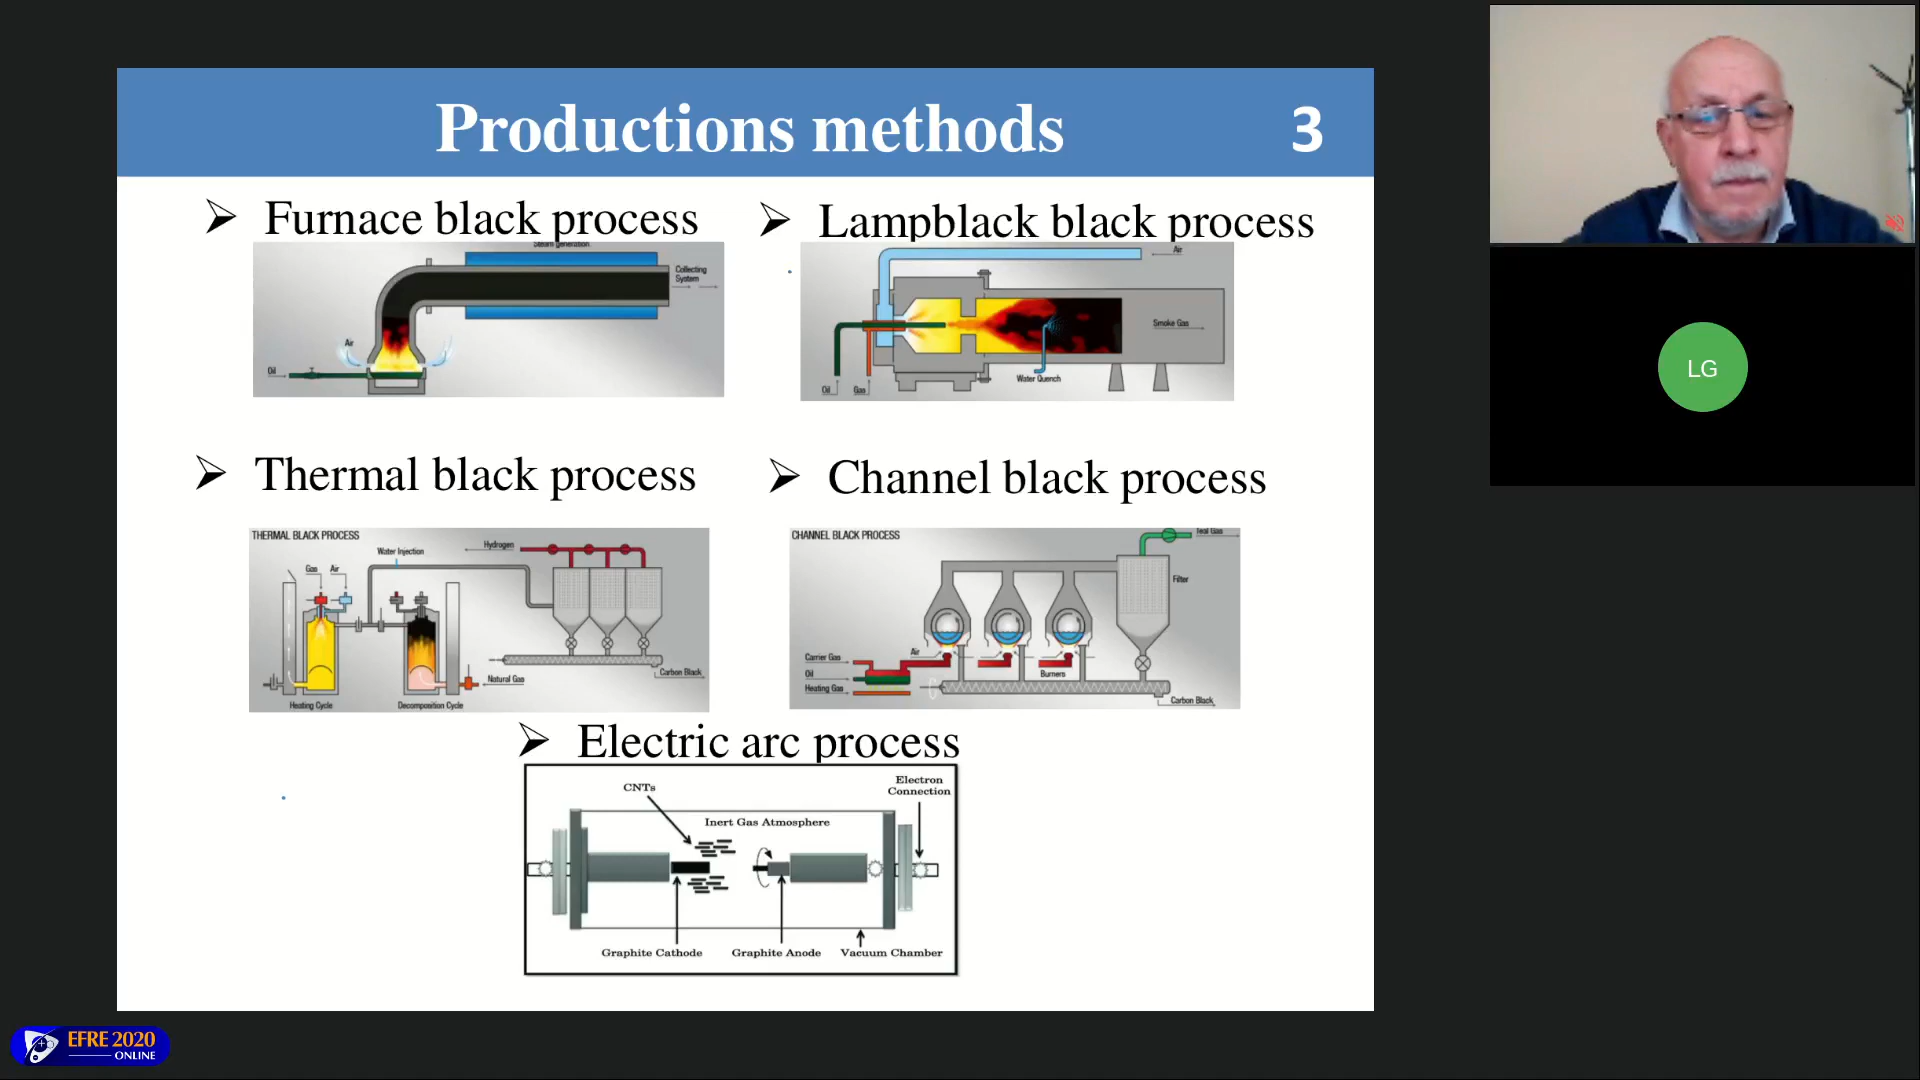 Productions methods
3
Furnace black process
Steam generation
Collecting
System
Air
Oil
Lampblack black process
Air
Smoke Gas
Water Quench
Oil
Gas
Thermal black process
THERMAL BLACK PROCESS
Hydrogen
Water Injection
Gas
Air
Carbon Black
Natural Gas
Heating Cycle
Decomposition Cycle
Channel black process
CHANNEL BLACK PROCESS
Teal Gas
Filter
Air
Carrier Gas
Oil
Heating Gas
Burners
Carbon Black
Electric arc process
CNTs
Electron
Connection
Inert Gas Atmosphere
Graphite Cathode
Graphite Anode
Vacuum Chamber
LG
EFRE 2020
ONLINE